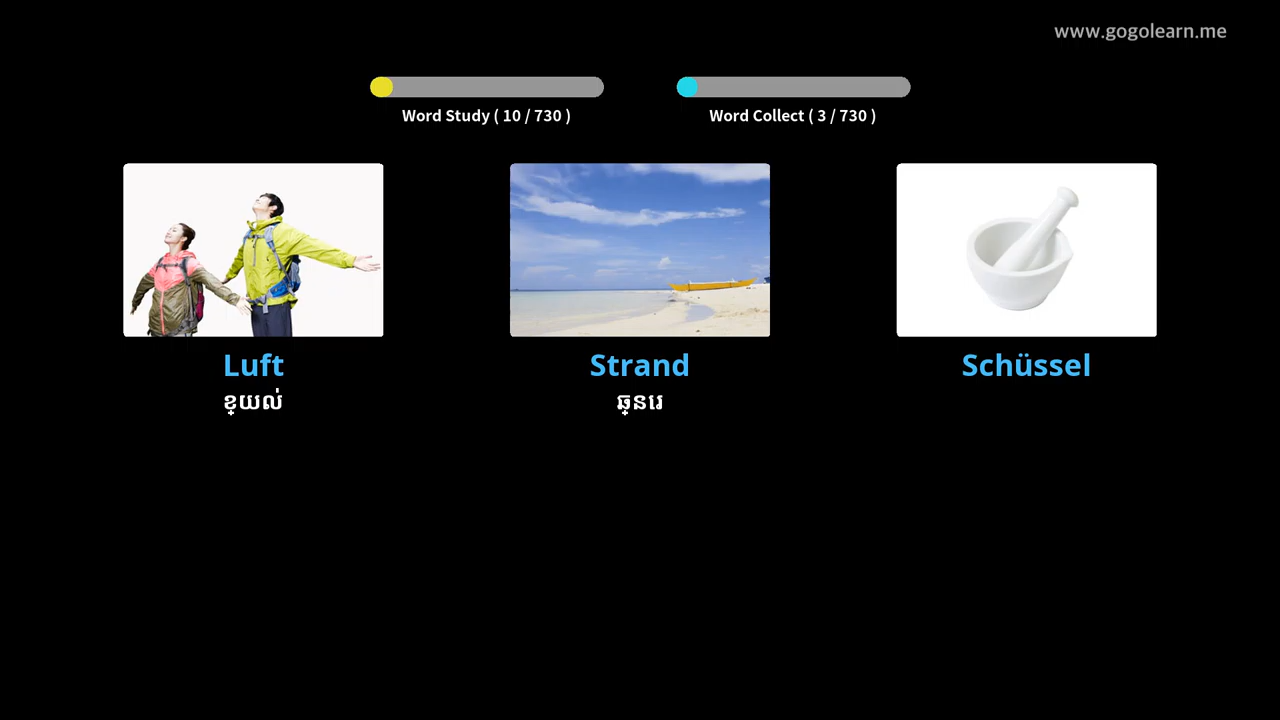 www.gogolearn.me
Word Study ( 10 / 730 )
Word Collect ( 3 / 730 )
Luft
Strand
Schüssel
ខ្យល់
ឆ្នេរ